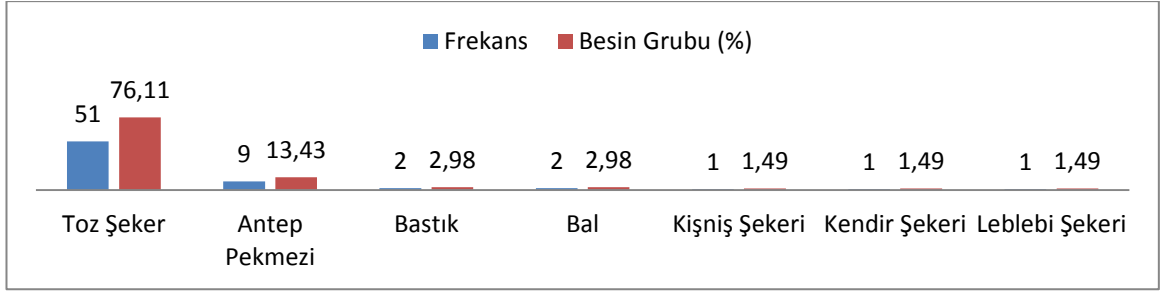 Frekans Besin Grubu (%)
51 76,11
9 13,43
2 2,98
2 2,98
1 1,49
1 1,49
1 1,49
Toz Şeker
Antep
Pekmezi
Bastık
Bal
Kişniş Şekeri
Kendir Şekeri
Leblebi Şekeri